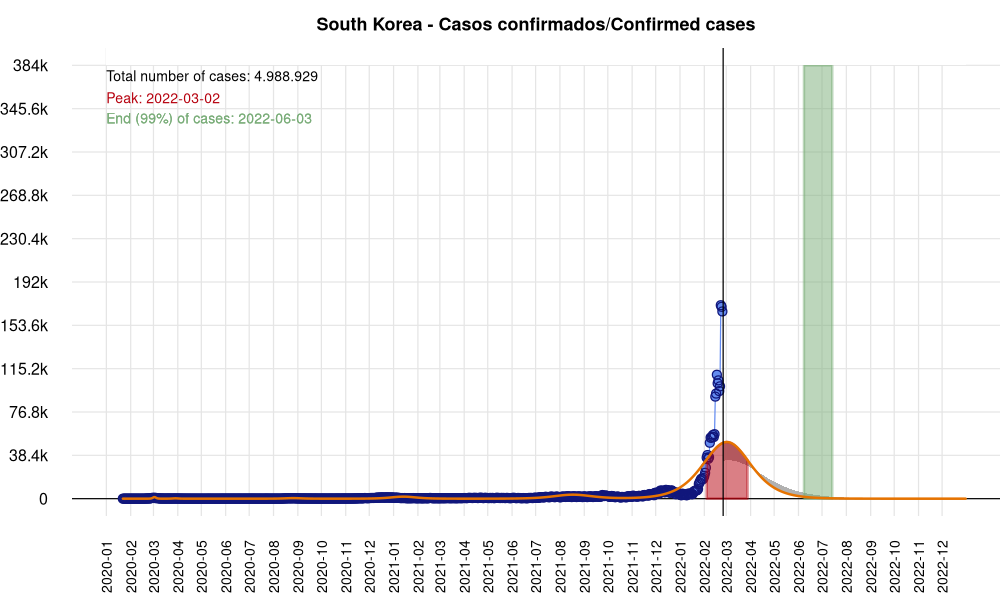 South Korea - Casos confirmados/Confirmed cases
Total number of cases: 4.988.929
Peak: 2022-03-02
End (99%) of cases: 2022-06-03
384k
345.6k
307.2k
268.8k
230.4k
192k
153.6k
115.2k
76.8k
38.4k
0
2020-01
2020-02
2020-03
2020-04
2020-05
2020-06
2020-07
2020-08
2020-09
2020-10
2020-11
2020-12
2021-01
2021-02
2021-03
2021-04
2021-05
2021-06
2021-07
2021-08
2021-09
2021-10
2021-11
2021-12
2022-01
2022-02
2022-03
2022-04
2022-05
2022-06
2022-07
2022-08
2022-09
2022-10
2022-11
2022-12